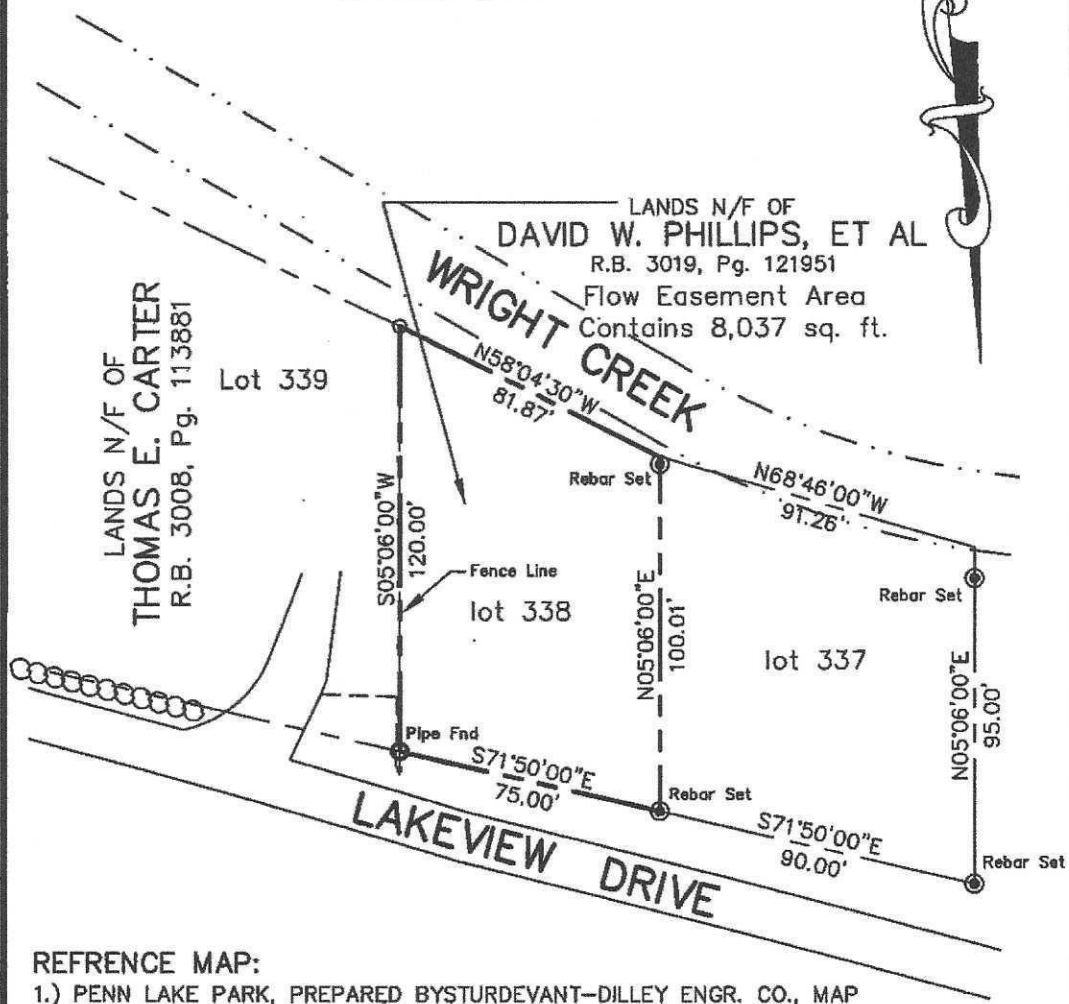 LANDS N/F OF
DAVID W. PHILLIPS, ET AL
R.B. 3019, Pg. 121951
Flow Easement Area
Contains 8,037 sq. ft.
WRIGHT CREEK
LANDS N/F OF
THOMAS E. CARTER
R.B. 3008, Pg. 113881
Lot 339
N58°04'30"W
81.87'
Rebar Set
N68°46'00"W
91.26'
Rebar Set
S05°06'00"W
120.00'
Fence Line
lot 338
N05°06'00"E
100.01'
lot 337
N05°06'00"E
95.00'
Pipe Fnd
S71°50'00"E
75.00'
Rebar Set
S71°50'00"E
90.00'
Rebar Set
LAKEVIEW DRIVE
REFRENCE MAP:
1.) PENN LAKE PARK, PREPARED BYSTURDEVANT-DILLEY ENGR. CO., MAP